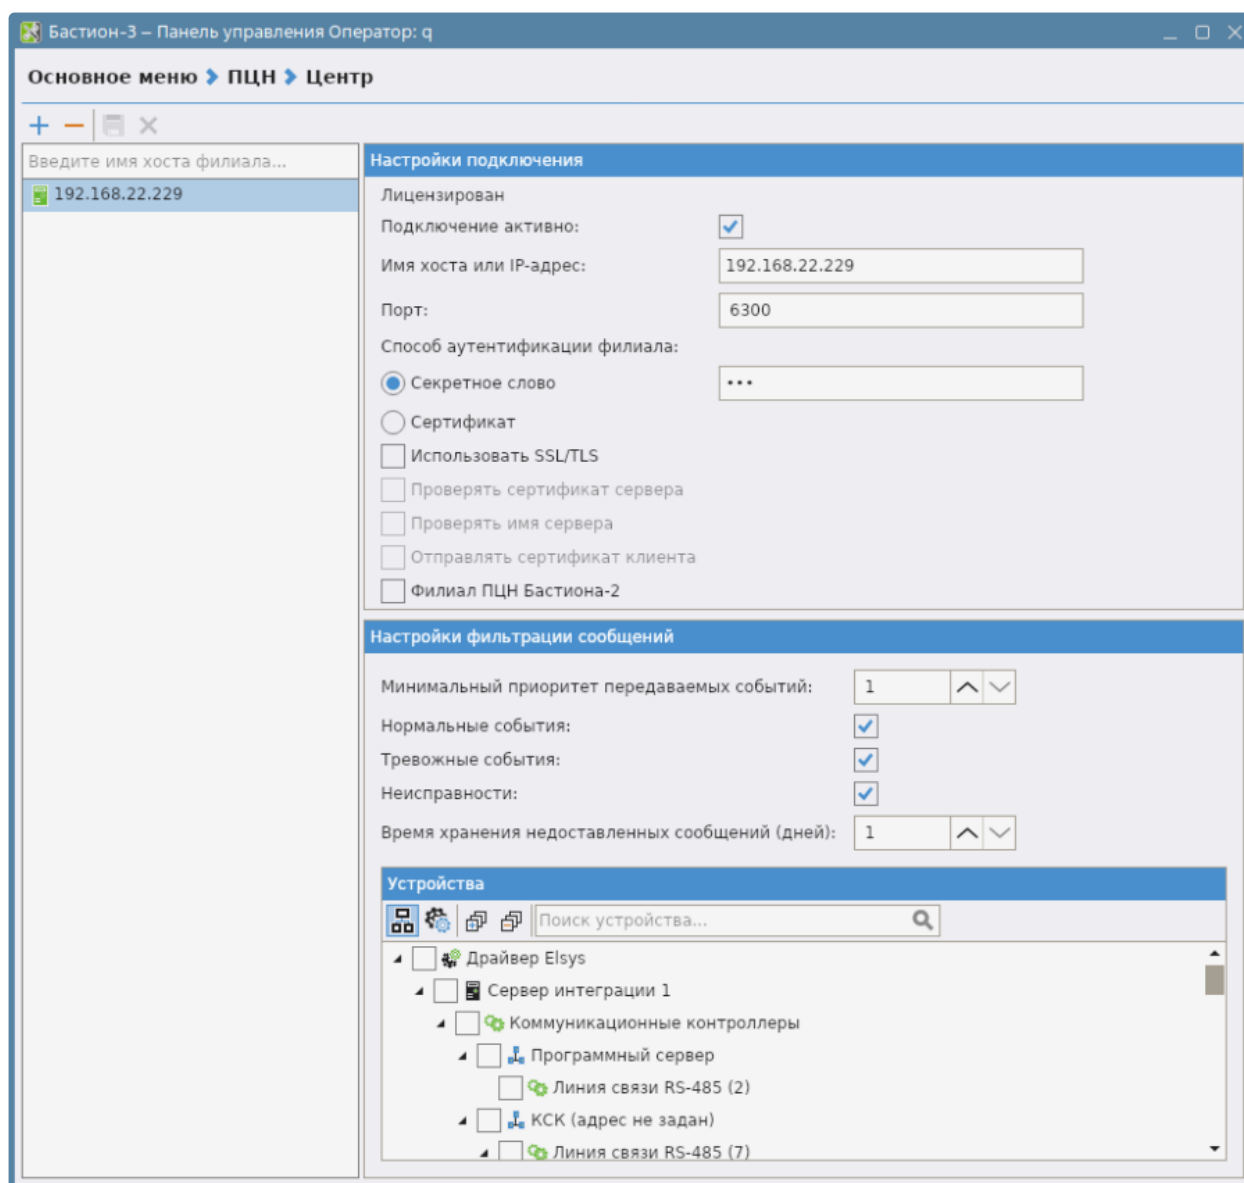 Бастион-3 – Панель управления Оператор: q
Основное меню ПЦН Центр
Введите имя хоста филиала...
192.168.22.229
Настройки подключения
Лицензирован
Подключение активно:
Имя хоста или IP-адрес: 192.168.22.229
Порт: 6300
Способ аутентификации филиала:
Секретное слово •••
Сертификат
Использовать SSL/TLS
Проверять сертификат сервера
Проверять имя сервера
Отправлять сертификат клиента
Филиал ПЦН Бастиона-2
Настройки фильтрации сообщений
Минимальный приоритет передаваемых событий: 1
Нормальные события:
Тревожные события:
Неисправности:
Время хранения недоставленных сообщений (дней): 1
Устройства
Поиск устройства...
Драйвер Elsys
Сервер интеграции 1
Коммуникационные контроллеры
Программный сервер
Линия связи RS-485 (2)
КСК (адрес не задан)
Линия связи RS-485 (7)